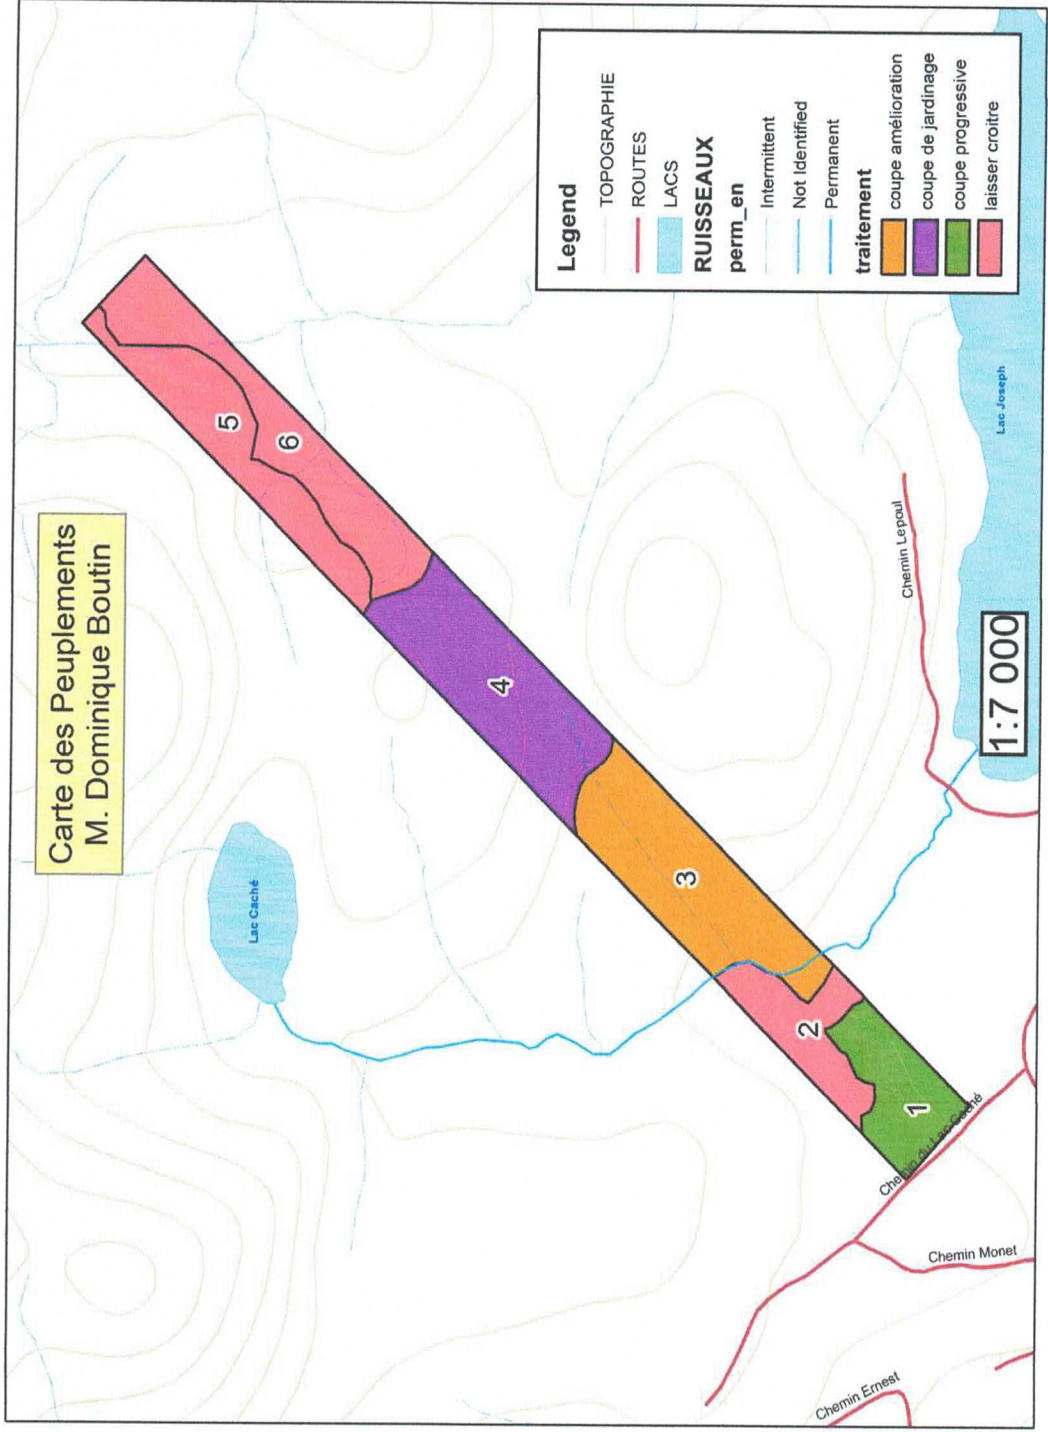 Carte des Peuplements
M. Dominique Boutin
Lac Caché
5
6
4
3
2
1
Chemin du Lac Caché
Chemin Monet
Chemin Ernest
Chemin Lepoul
Lac Joseph
1:7 000
Legend
TOPOGRAPHIE
ROUTES
LACS
RUISSEAUX
perm_en
Intermittent
Not Identified
Permanent
traitement
coupe amélioration
coupe de jardinage
coupe progressive
laisser croitre